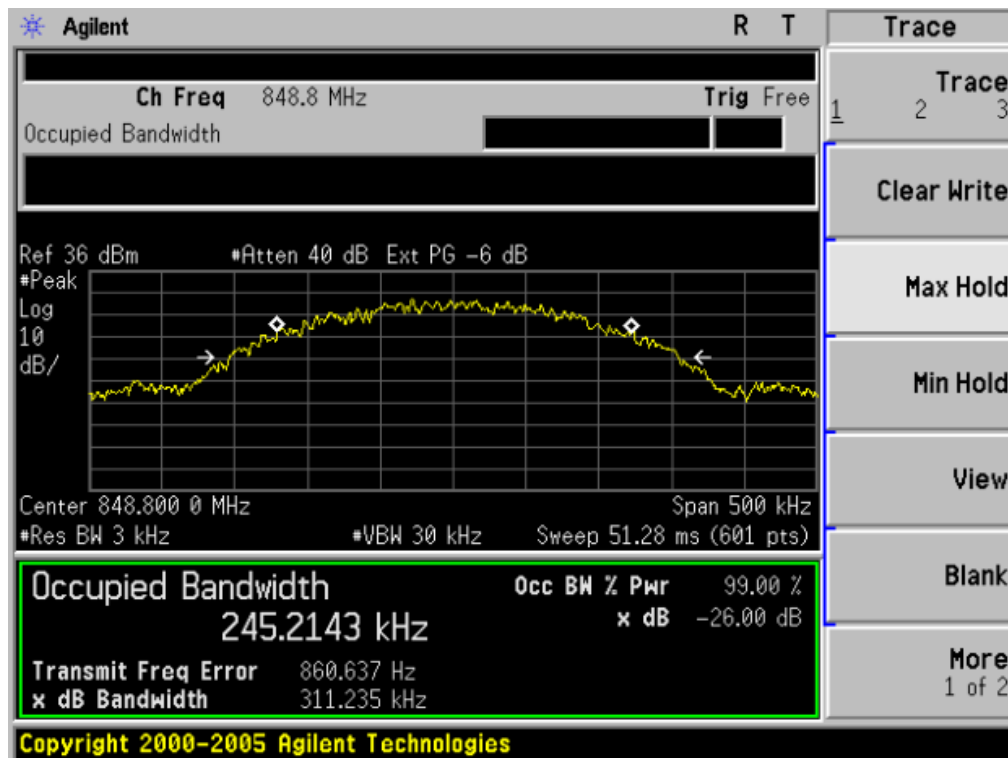 Agilent R T
Ch Freq 848.8 MHz Trig Free
Occupied Bandwidth
Ref 36 dBm #Atten 40 dB Ext PG -6 dB
#Peak
Log
10
dB/
Center 848.800 0 MHz Span 500 kHz
#Res BW 3 kHz #VBW 30 kHz Sweep 51.28 ms (601 pts)
Occupied Bandwidth Occ BW % Pwr 99.00 %
245.2143 kHz x dB -26.00 dB
Transmit Freq Error 860.637 Hz
x dB Bandwidth 311.235 kHz
Copyright 2000-2005 Agilent Technologies
Trace
Trace
1 2 3
Clear Write
Max Hold
Min Hold
View
Blank
More
1 of 2